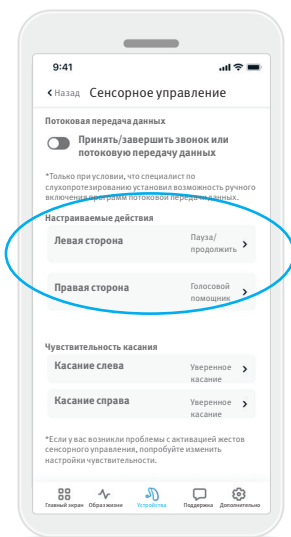 9:41
Назад Сенсорное управление
Потоковая передача данных
Принять/завершить звонок или
потоковую передачу данных
*Только при условии, что специалист по
слухопротезированию установил возможность ручного
включения программ потоковой передачи данных.
Настраиваемые действия
Левая сторона Пауза/
продолжить
Правая сторона Голосовой
помощник
Чувствительность касания
Касание слева Уверенное
касание
Касание справа Уверенное
касание
*Если у вас возникли проблемы с активацией жестов
сенсорного управления, попробуйте изменить
настройки чувствительности.
Главный экран Образ жизни Устройства Поддержка Дополнительно